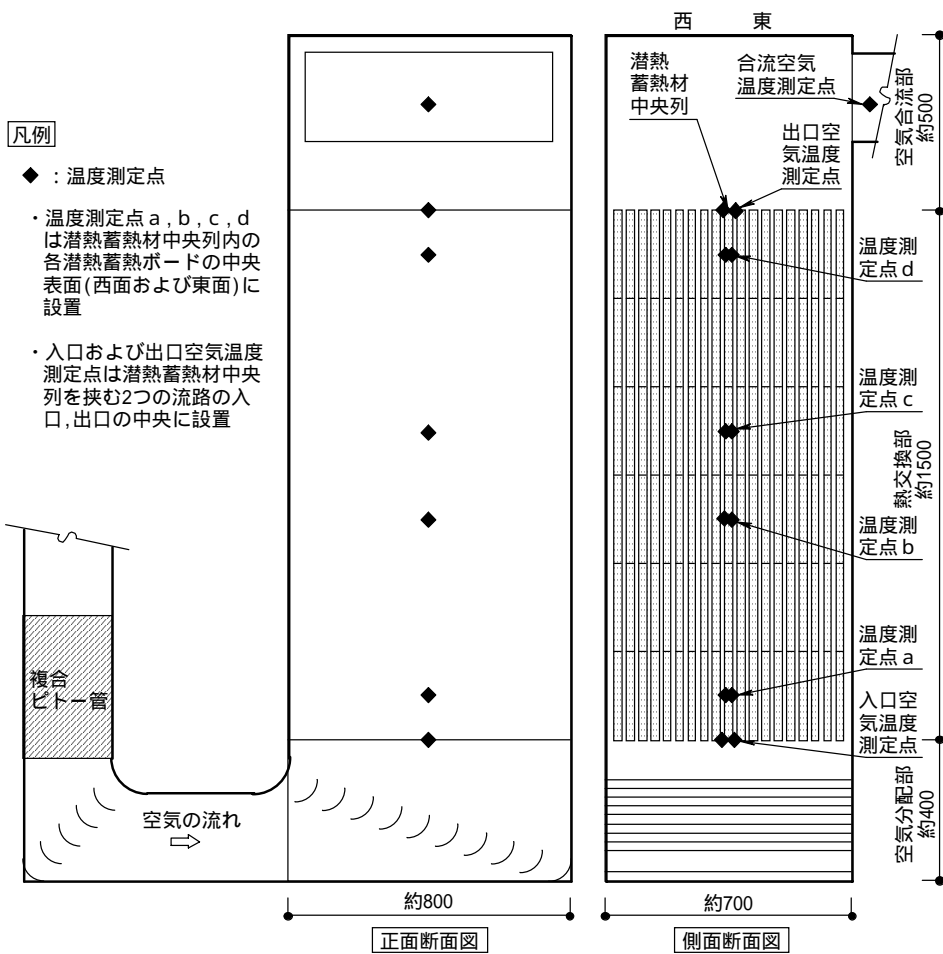 西 東
潜熱
蓄熱材
中央列
合流空気
温度測定点
空気合流部
約500
凡例
◆ : 温度測定点
・温度測定点a,b,c,d
は潜熱蓄熱材中央列内の
各潜熱蓄熱ボードの中央
表面(西面および東面)に
設置
・入口および出口空気温度
測定点は潜熱蓄熱材中央
列を挟む2つの流路の入
口,出口の中央に設置
出口空
気温度
測定点
温度測
定点d
温度測
定点c
熱交換部
約1500
温度測
定点b
温度測
定点a
入口空
気温度
測定点
複合
ピトー管
空気の流れ
空気分配部
約400
約800
約700
正面断面図
側面断面図